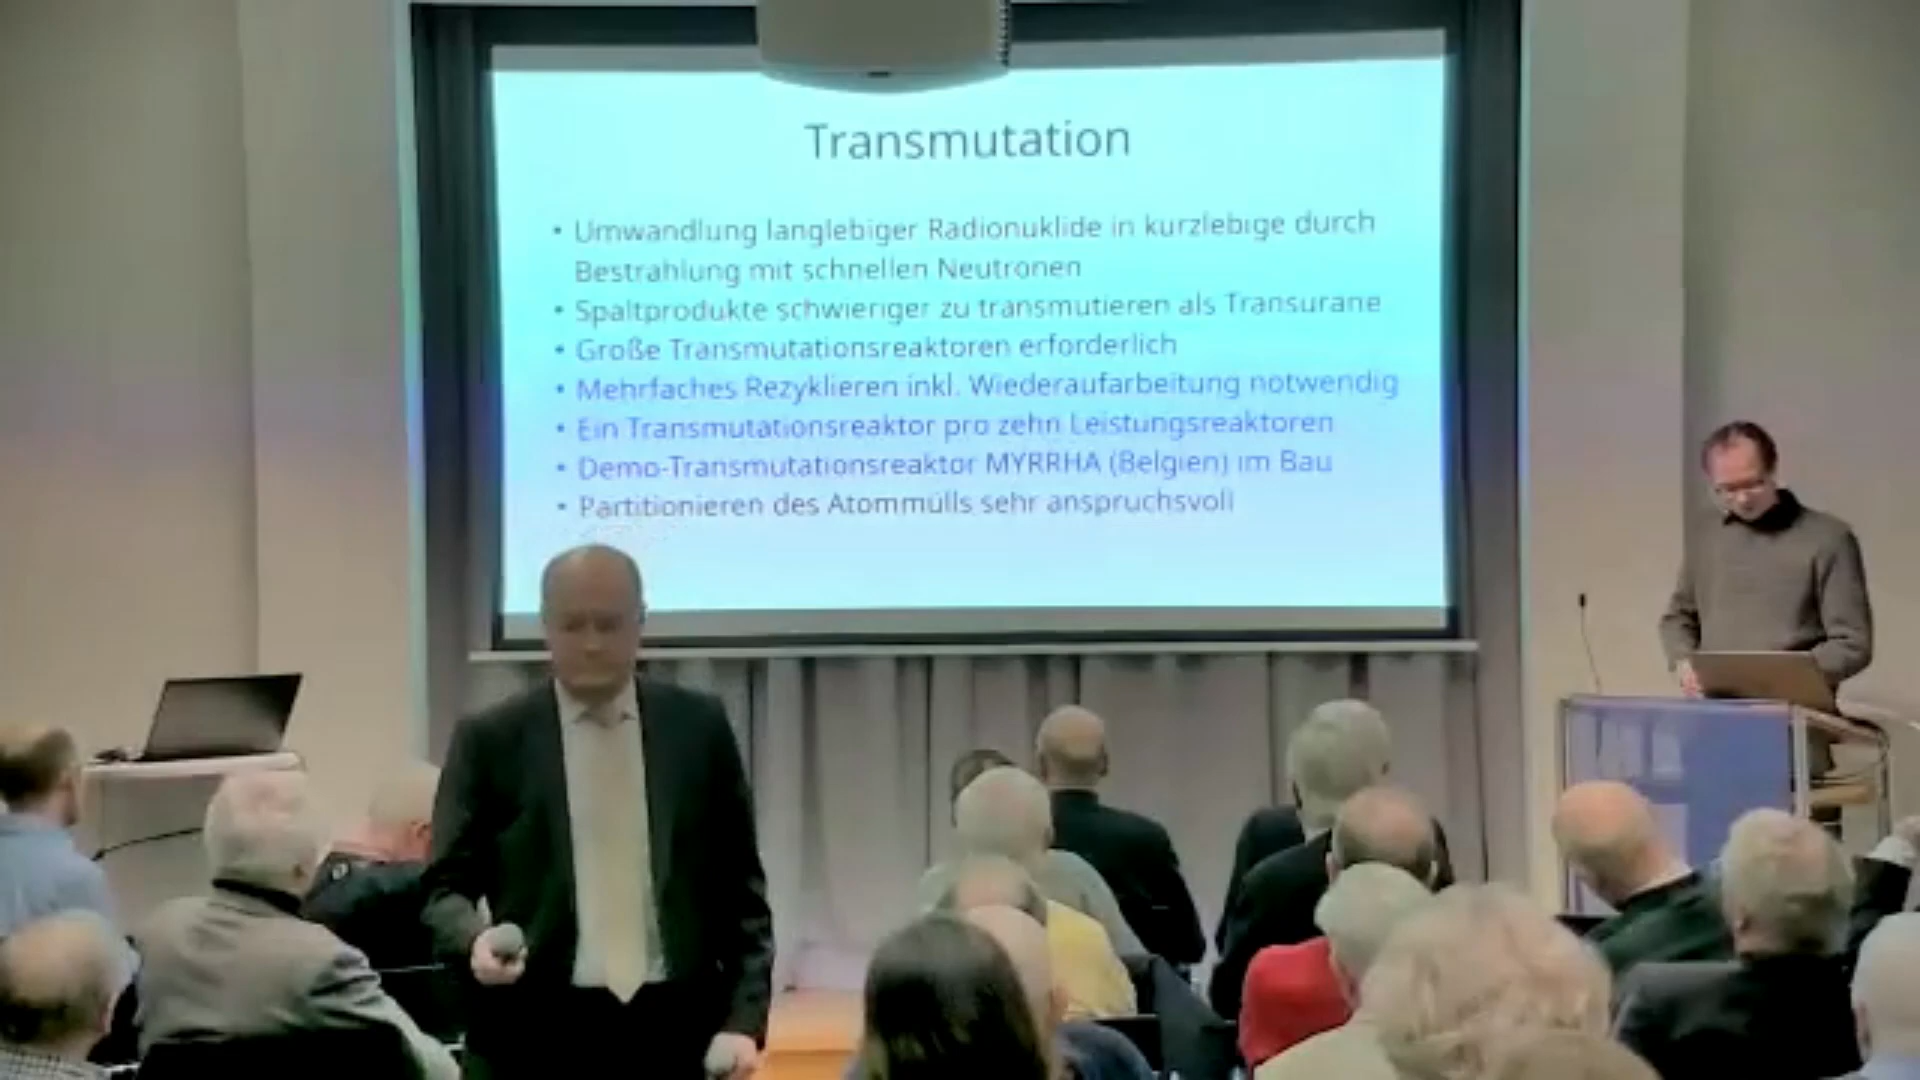 Transmutation
• Umwandlung langlebiger Radionuklide in kurzlebige durch
Bestrahlung mit schnellen Neutronen
• Spaltprodukte schwieriger zu transmutieren als Transurane
• Große Transmutationsreaktoren erforderlich
• Mehrfaches Rezyklieren inkl. Wiederaufarbeitung notwendig
• Ein Transmutationsreaktor pro zehn Leistungsreaktoren
• Demo-Transmutationsreaktor MYRRHA (Belgien) im Bau
• Partitionieren des Atommülls sehr anspruchsvoll